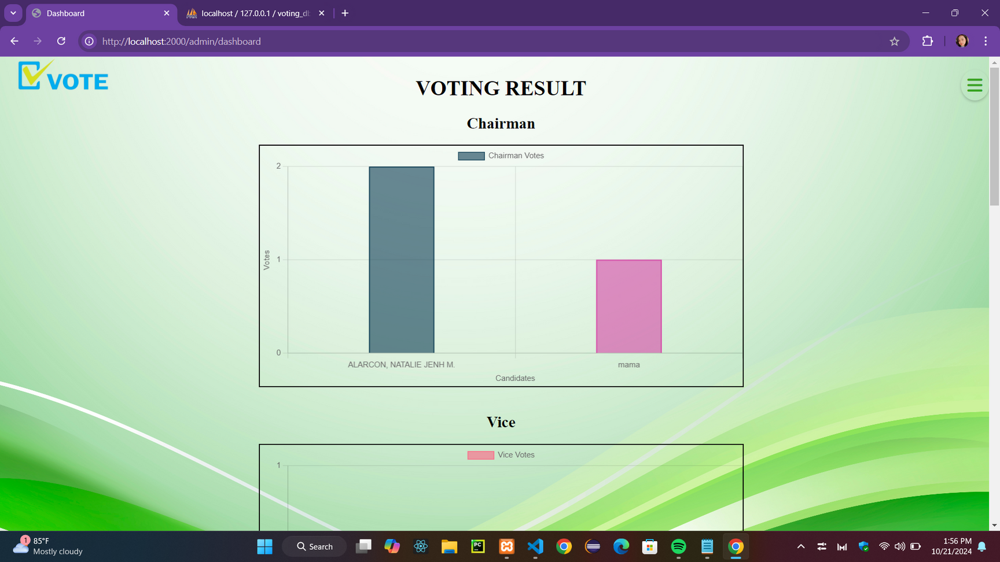 Dashboard
localhost / 127.0.0.1 / voting_db
http://localhost:2000/admin/dashboard
VOTE
VOTING RESULT
Chairman
Chairman Votes
2
1
0
Votes
ALARCON, NATALIE JENH M.
mama
Candidates
Vice
Vice Votes
1
1
85°F
Mostly cloudy
Search
PC
1:56 PM
10/21/2024